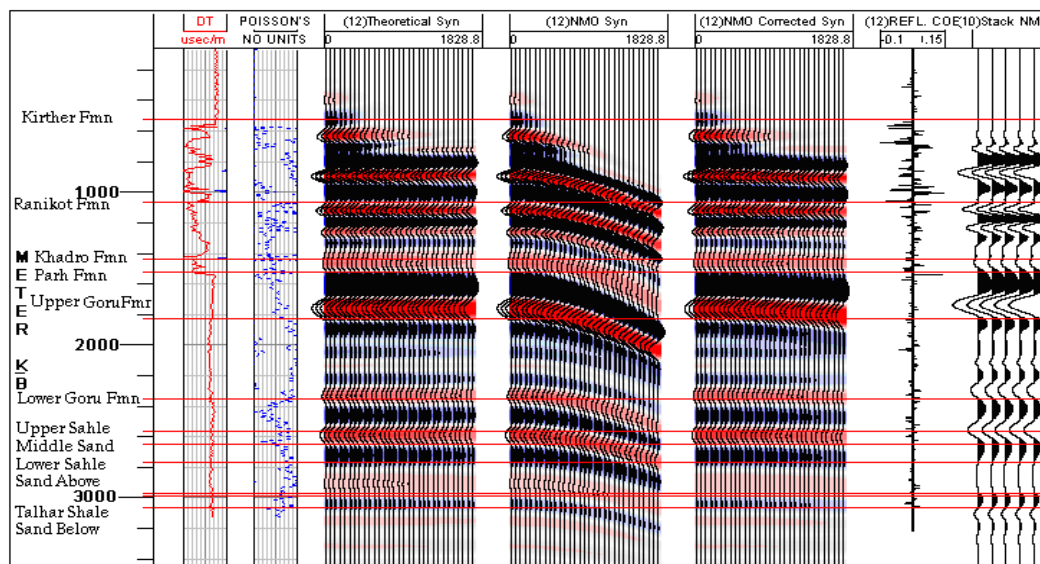 DT POISSON'S (12)Theoretical Syn (12)NMO Syn (12)NMO Corrected Syn (12)REFL. COE (10)Stack NM
usec/m NO UNITS 0 1828.8 0 1828.8 0 1828.8 -0.1 .15
Kirther Fmn
1000
Ranikot Fmn
M Khadro Fmn
E Parh Fmn
T
E Upper GoruFmr
R
2000
K
B
Lower Goru Fmn
Upper Sahle
Middle Sand
Lower Sahle
Sand Above
3000
Talhar Shale
Sand Below